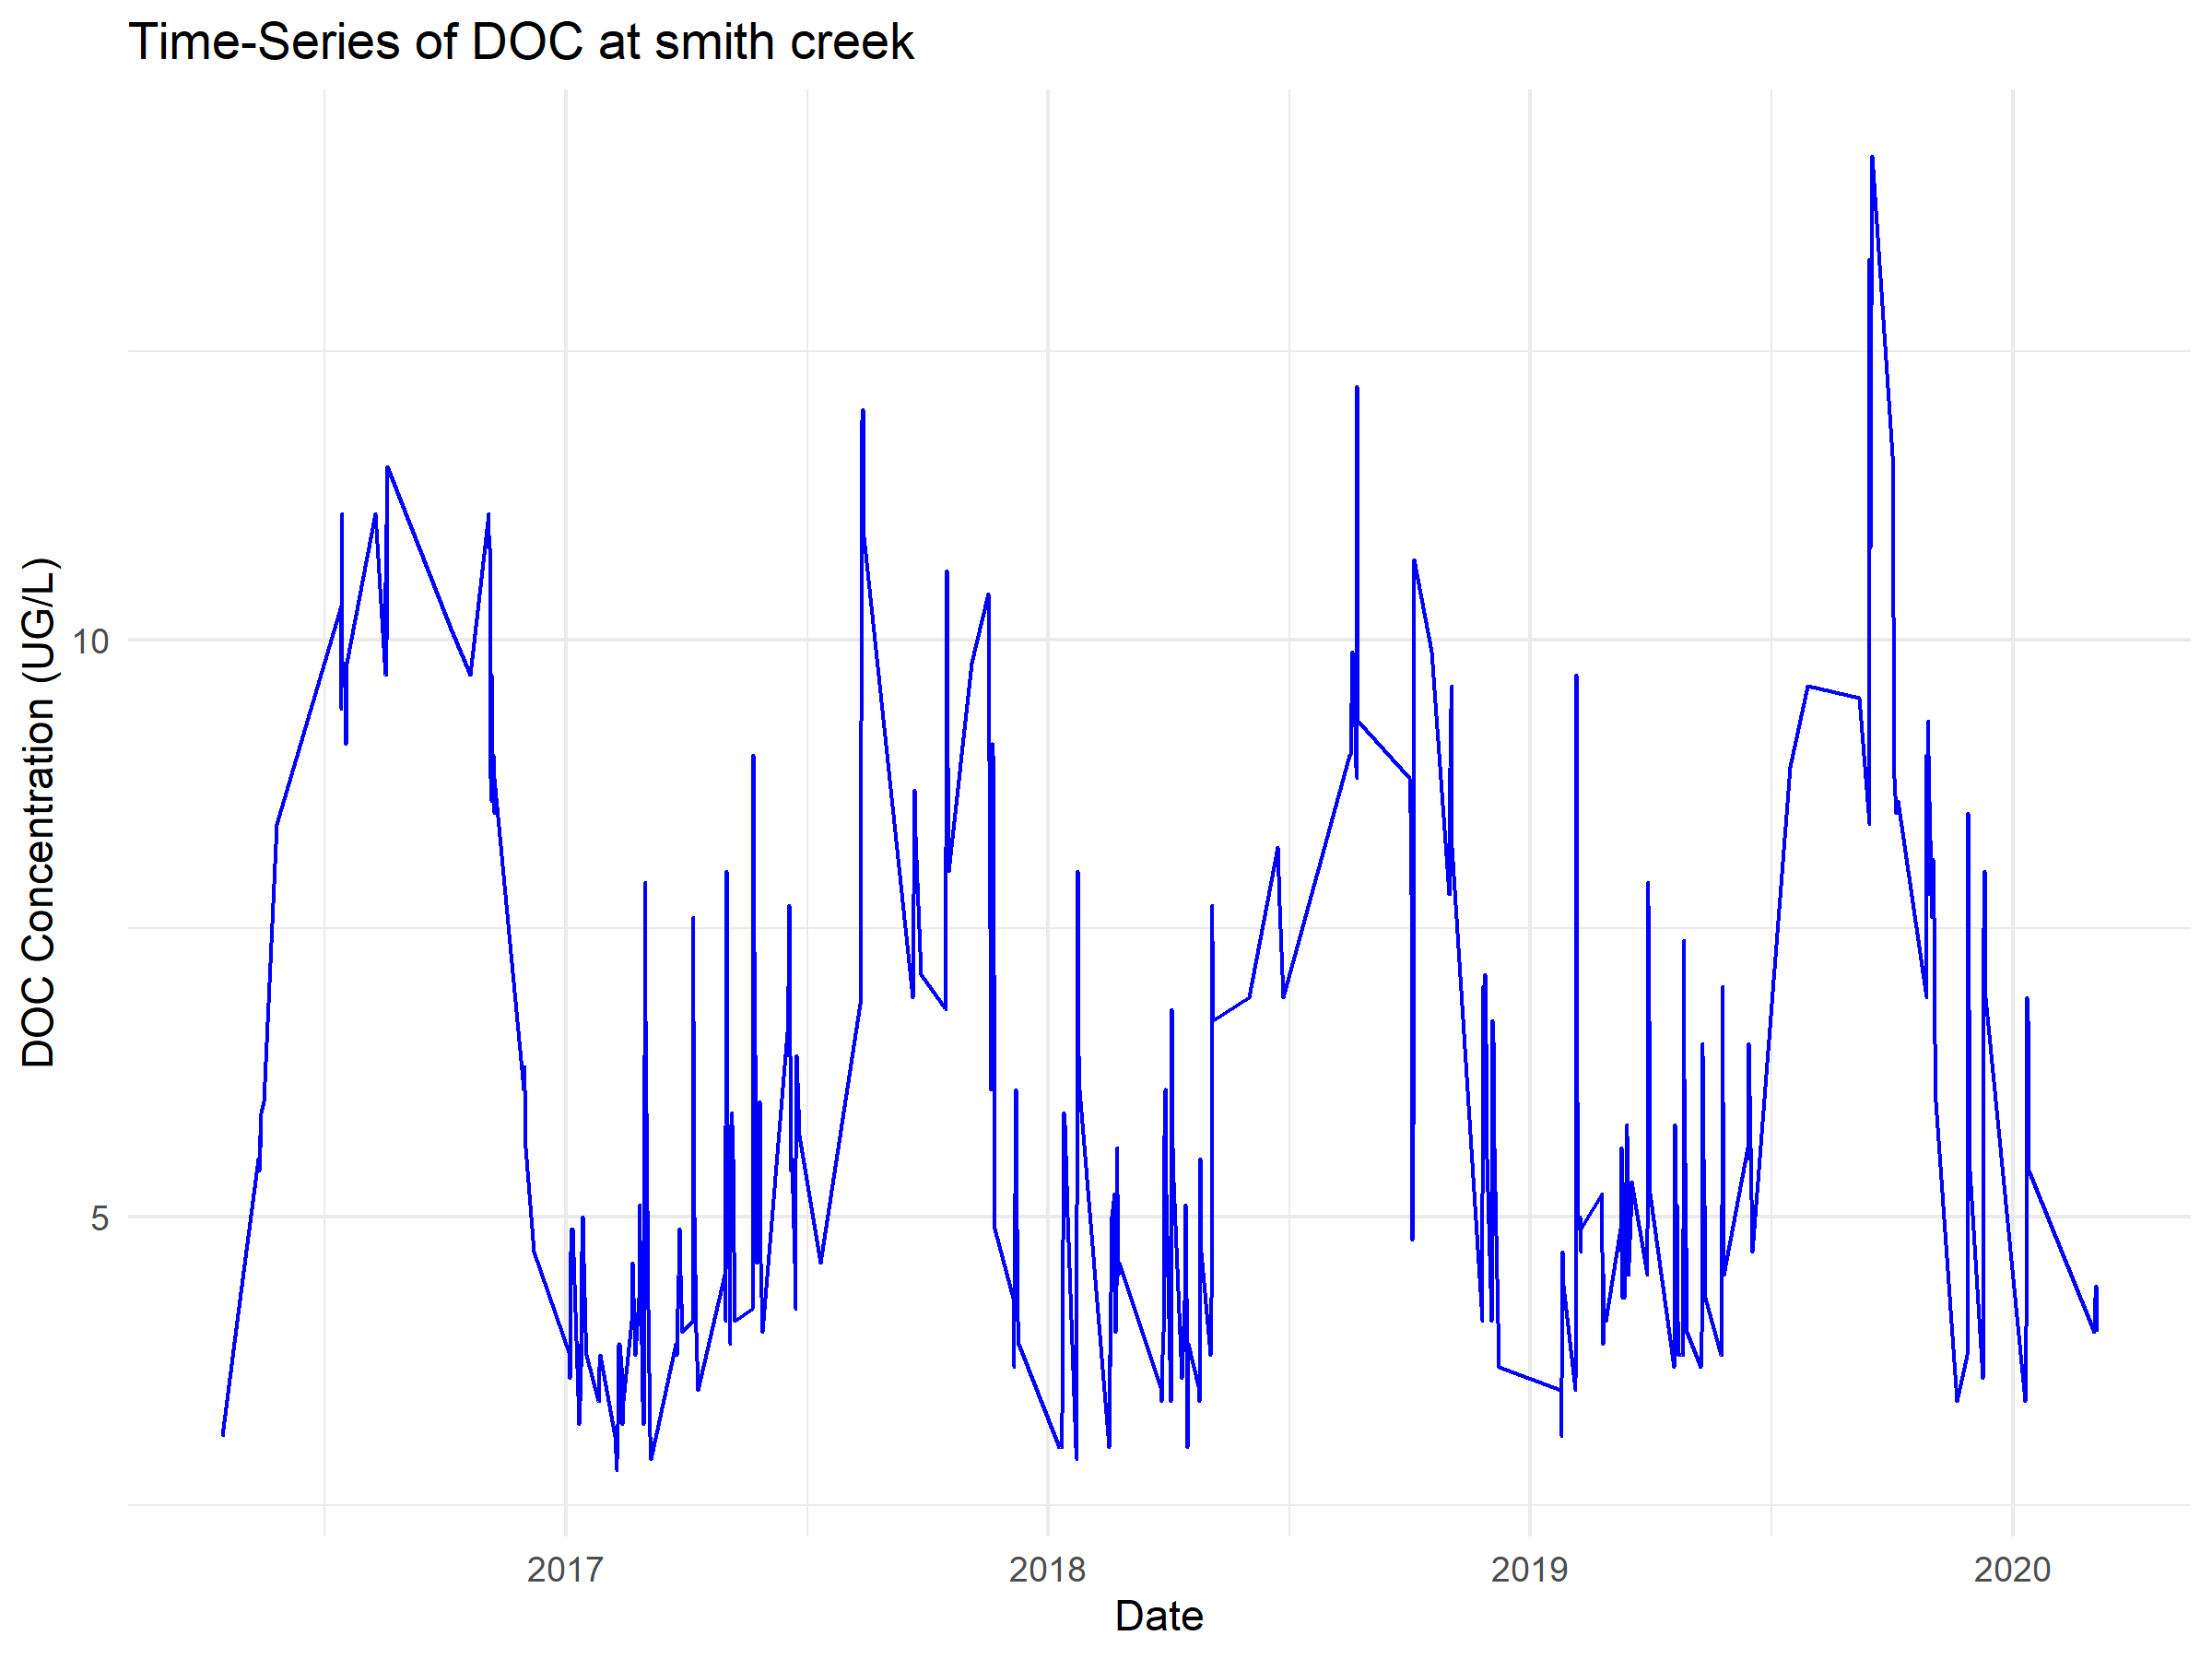 Time-Series of DOC at smith creek
DOC Concentration (UG/L)
10
5
2017 2018 2019 2020
Date